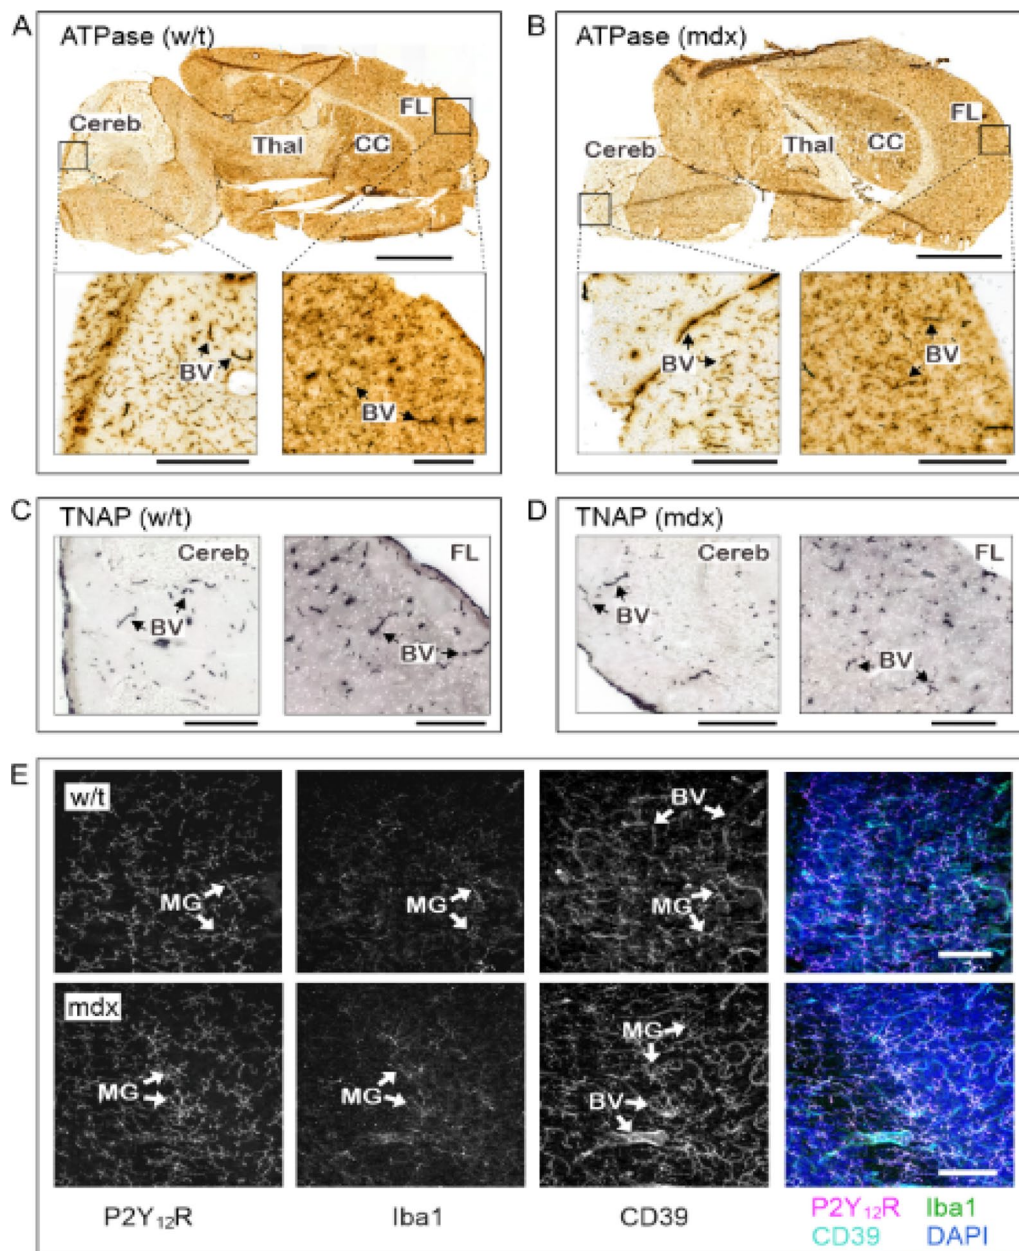 A
ATPase (w/t)
Cereb
Thal
CC
FL
BV
BV
B
ATPase (mdx)
Cereb
Thal
CC
FL
BV
BV
C
TNAP (w/t)
Cereb
BV
FL
BV
D
TNAP (mdx)
Cereb
BV
FL
BV
E
w/t
MG
MG
BV
MG
mdx
MG
MG
MG
BV
P2Y₁₂R
Iba1
CD39
P2Y₁₂R Iba1
CD39 DAPI